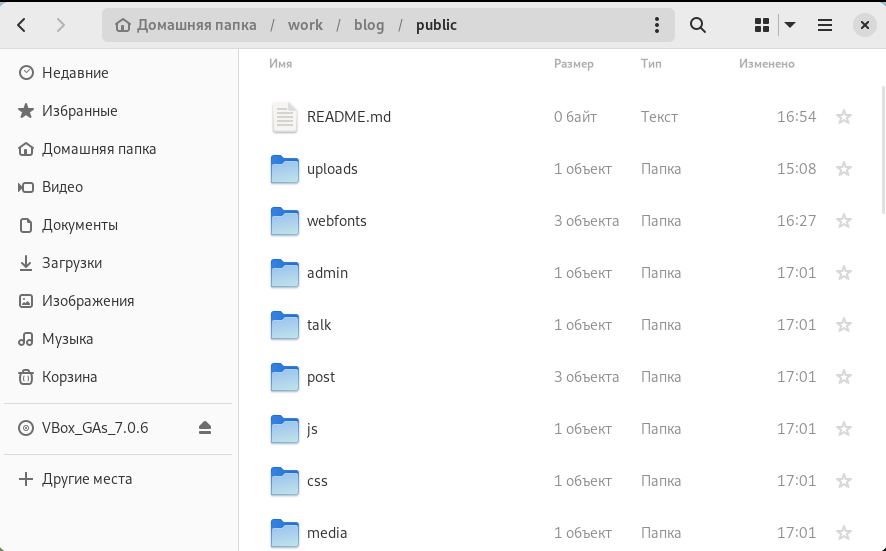 Домашняя папка / work / blog / public
Недавние
Избранные
Домашняя папка
Видео
Документы
Загрузки
Изображения
Музыка
Корзина
VBox_GAs_7.0.6
Другие места
Имя Размер Тип Изменено
README.md 0 байт Текст 16:54
uploads 1 объект Папка 15:08
webfonts 3 объекта Папка 16:27
admin 1 объект Папка 17:01
talk 1 объект Папка 17:01
post 3 объекта Папка 17:01
js 1 объект Папка 17:01
css 1 объект Папка 17:01
media 1 объект Папка 17:01